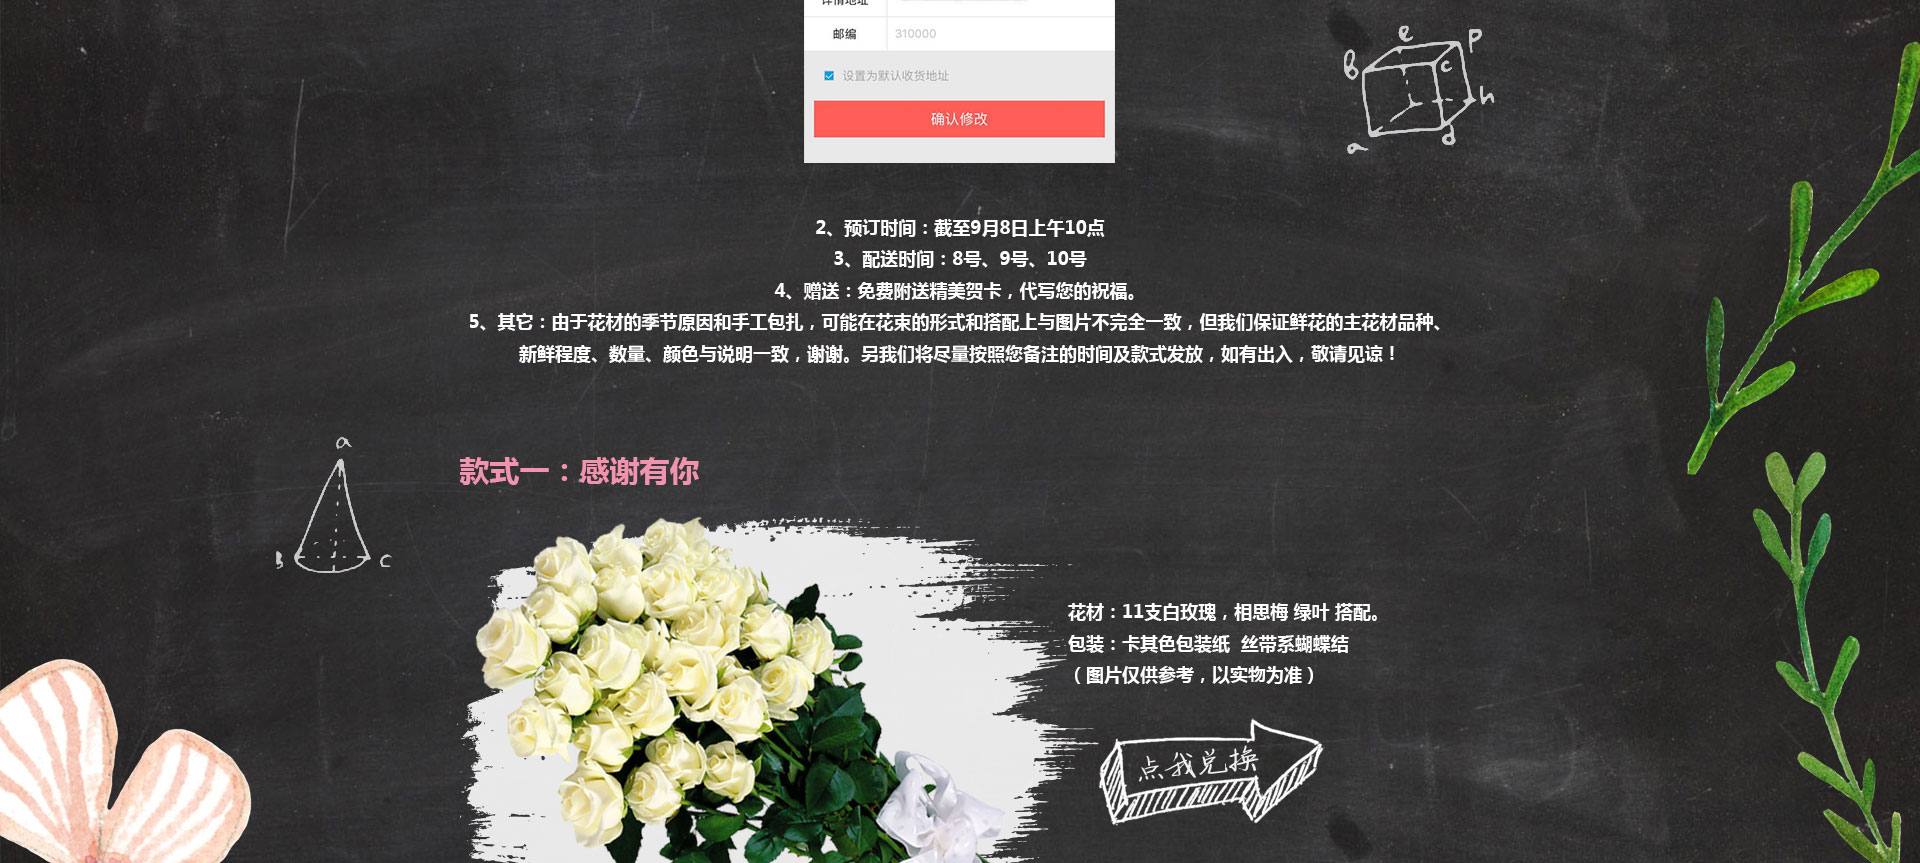 详情地址
邮编 310000
设置为默认收货地址
确认修改
e
p
b
c
h
d
a
2、预订时间：截至9月8日上午10点
3、配送时间：8号、9号、10号
4、赠送：免费附送精美贺卡，代写您的祝福。
5、其它：由于花材的季节原因和手工包扎，可能在花束的形式和搭配上与图片不完全一致，但我们保证鲜花的主花材品种、
新鲜程度、数量、颜色与说明一致，谢谢。另我们将尽量按照您备注的时间及款式发放，如有出入，敬请见谅！
a
B
C
款式一：感谢有你
花材：11支白玫瑰，相思梅 绿叶 搭配。
包装：卡其色包装纸 丝带系蝴蝶结
（图片仅供参考，以实物为准）
点我兑换